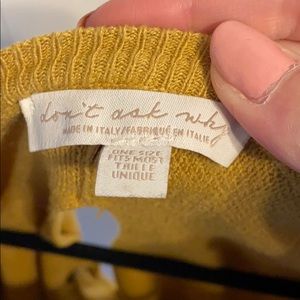 don't ask why
MADE IN ITALY/FABRIQUÉ EN ITALIE
ONE SIZE
FITS MOST
TAILLE
UNIQUE